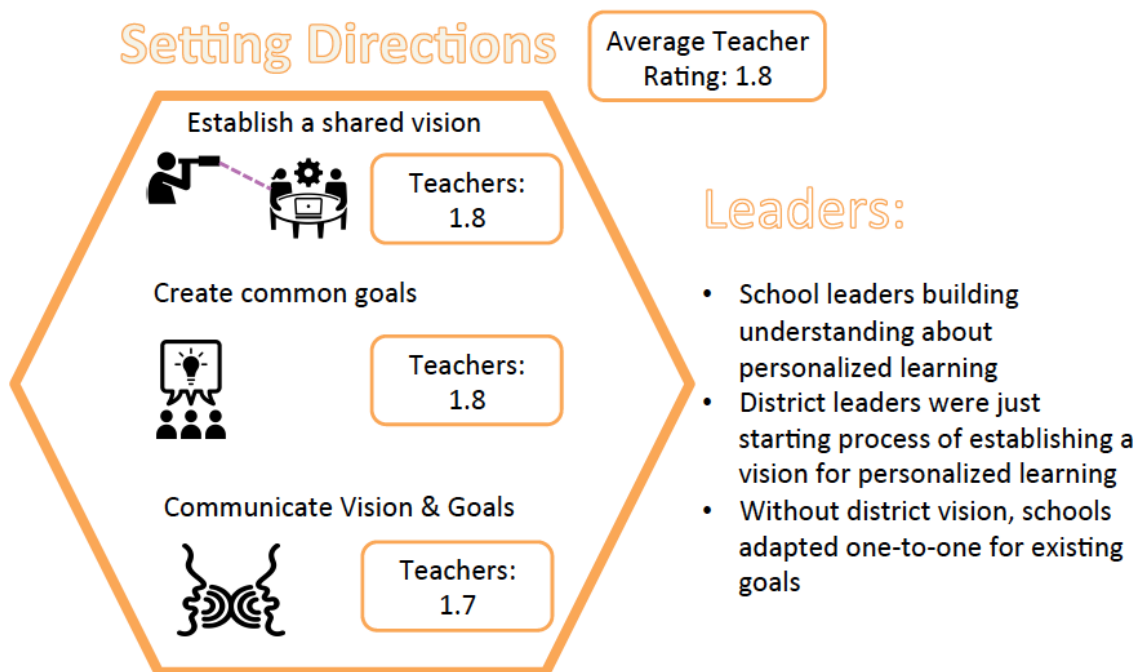 Setting Directions
Average Teacher
Rating: 1.8
Establish a shared vision
Teachers:
1.8
Create common goals
Teachers:
1.8
Communicate Vision & Goals
Teachers:
1.7
Leaders:
• School leaders building
understanding about
personalized learning
• District leaders were just
starting process of establishing a
vision for personalized learning
• Without district vision, schools
adapted one-to-one for existing
goals